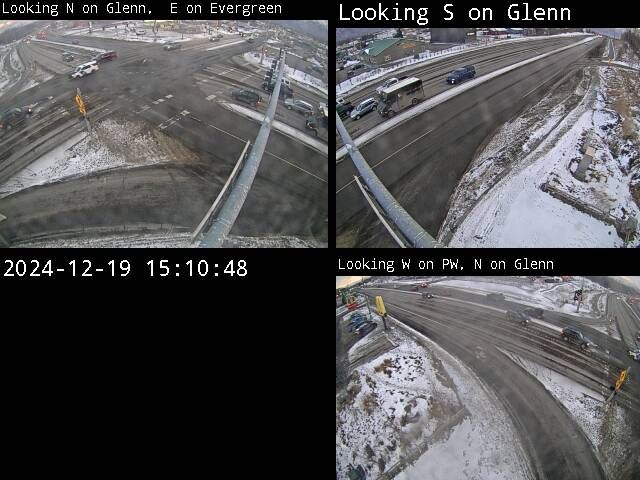 Looking N on Glenn,  E on Evergreen
Looking S on Glenn
2024-12-19 15:10:48
Looking W on PW, N on Glenn